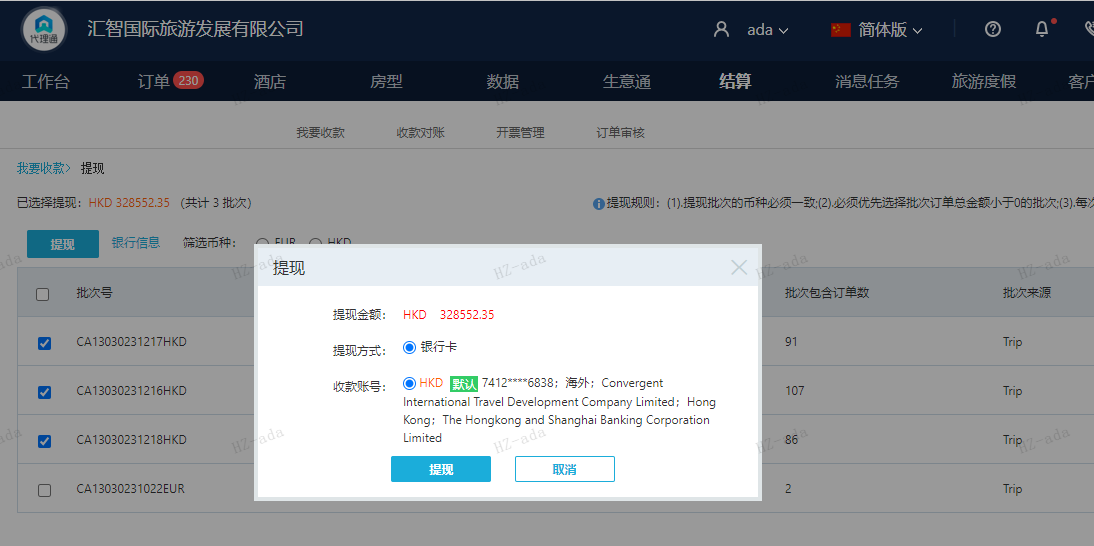 代理通
汇智国际旅游发展有限公司
ada
简体版
工作台 订单 230 酒店 房型 数据 生意通 结算 消息任务 旅游度假 客户
我要收款 收款对账 开票管理 订单审核
我要收款> 提现
已选择提现：HKD 328552.35 （共计 3 批次）
提现规则：(1).提现批次的币种必须一致;(2).必须优先选择批次订单总金额小于0的批次;(3).每次
提现 银行信息 筛选币种： EUR HKD
批次号 批次包含订单数 批次来源
CA13030231217HKD 91 Trip
CA13030231216HKD 107 Trip
CA13030231218HKD 86 Trip
CA13030231022EUR 2 Trip
提现
提现金额： HKD 328552.35
提现方式： 银行卡
收款账号： HKD 默认 7412****6838；海外；Convergent
International Travel Development Company Limited；Hong
Kong；The Hongkong and Shanghai Banking Corporation
Limited
提现 取消
HZ-ada